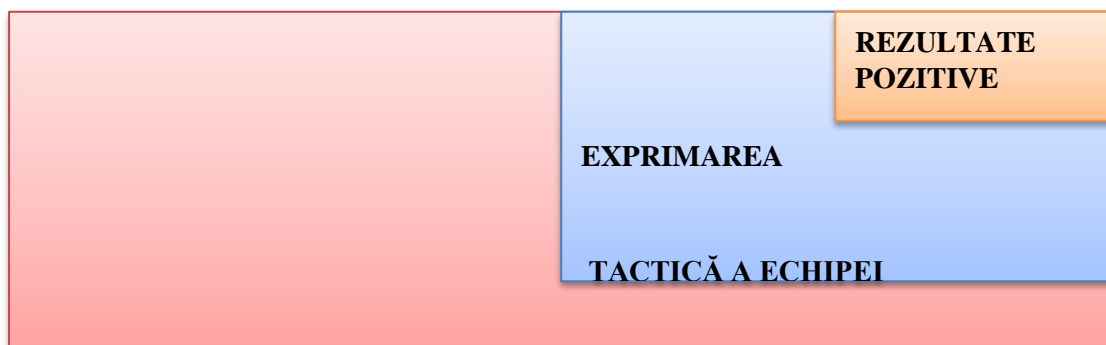 REZULTATE
POZITIVE
EXPRIMAREA
TACTICĂ A ECHIPEI